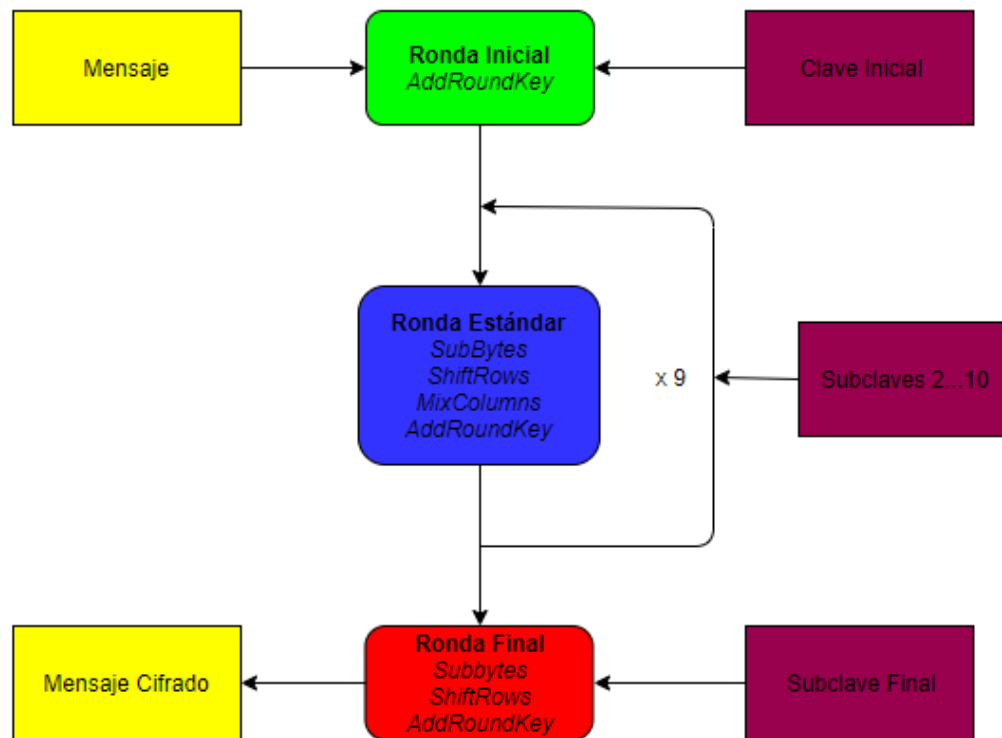 Mensaje
Ronda Inicial
AddRoundKey
Clave Inicial
Ronda Estándar
SubBytes
ShiftRows
MixColumns
AddRoundKey
x 9
Subclaves 2...10
Mensaje Cifrado
Ronda Final
Subbytes
ShiftRows
AddRoundKey
Subclave Final